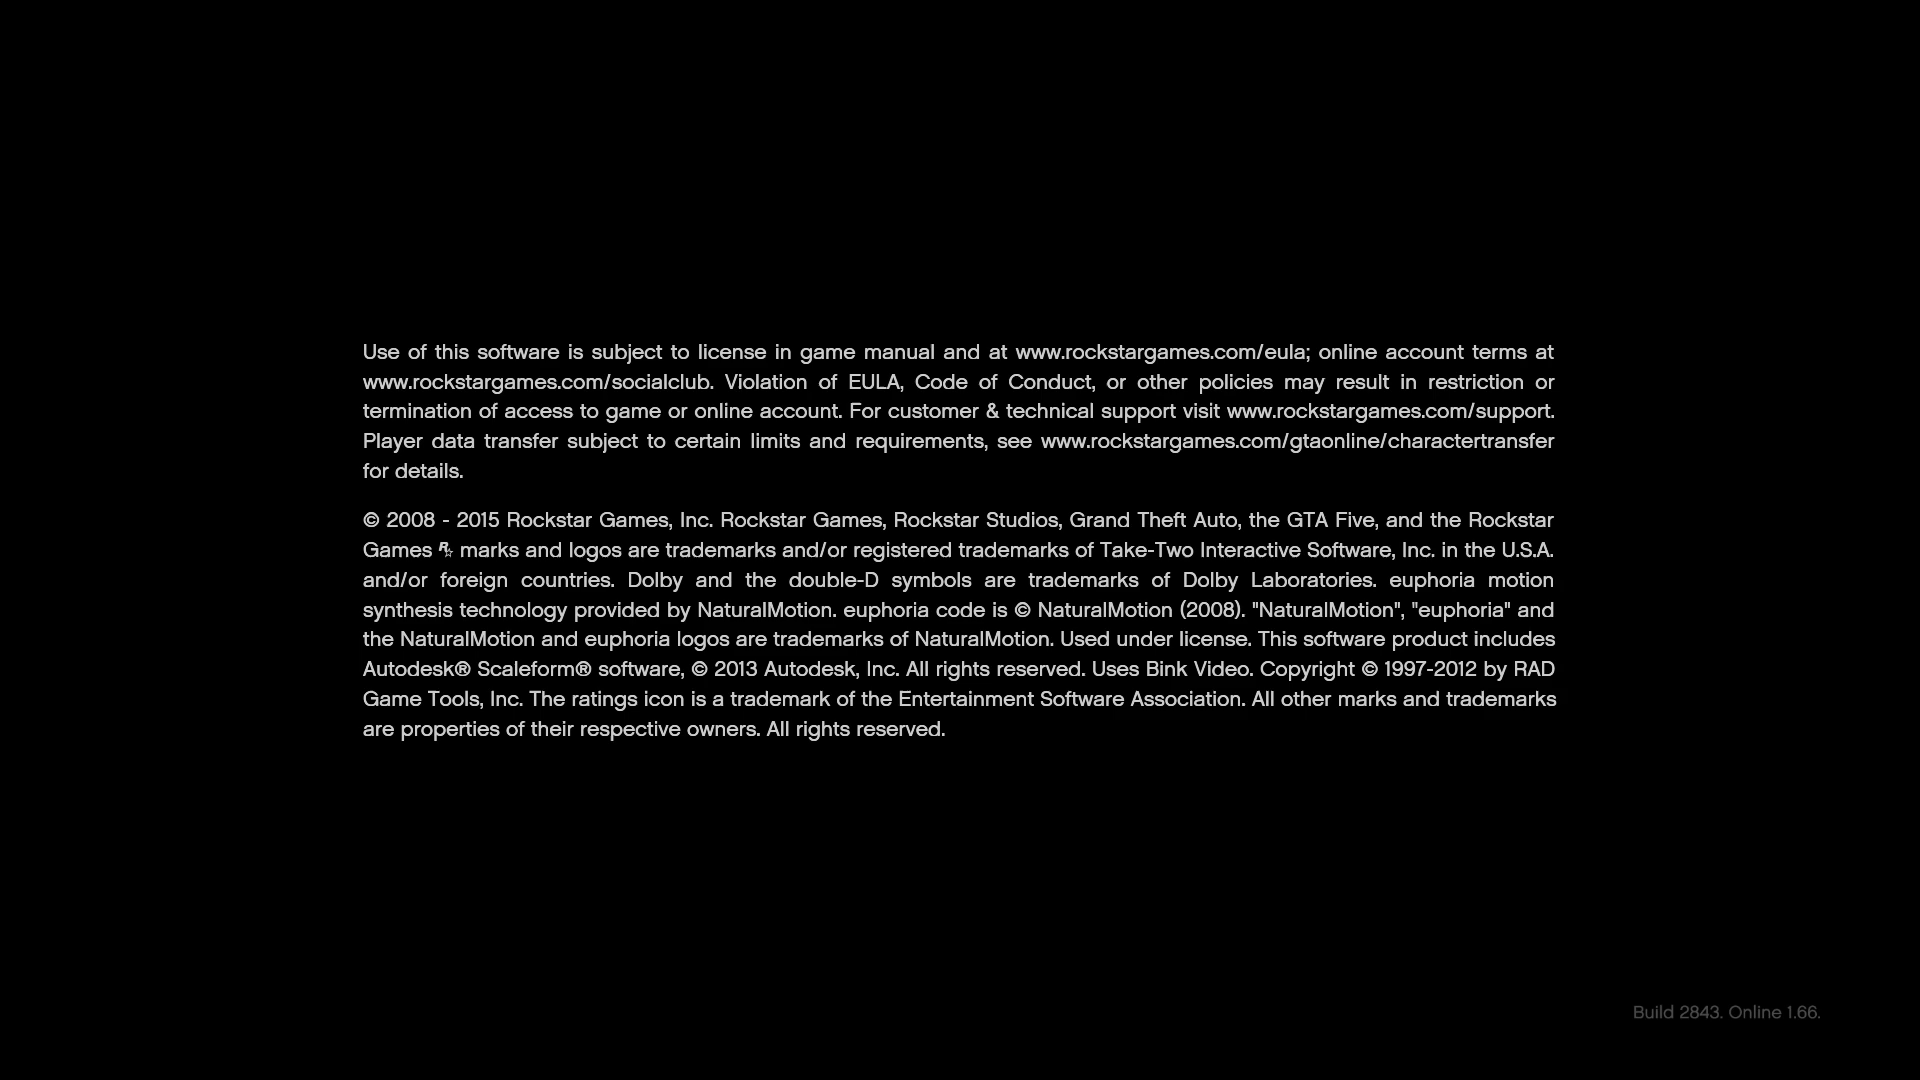 Use of this software is subject to license in game manual and at www.rockstargames.com/eula; online account terms at
www.rockstargames.com/socialclub. Violation of EULA, Code of Conduct, or other policies may result in restriction or
termination of access to game or online account. For customer & technical support visit www.rockstargames.com/support.
Player data transfer subject to certain limits and requirements, see www.rockstargames.com/gtaonline/charactertransfer
for details.
© 2008 - 2015 Rockstar Games, Inc. Rockstar Games, Rockstar Studios, Grand Theft Auto, the GTA Five, and the Rockstar
Games R* marks and logos are trademarks and/or registered trademarks of Take-Two Interactive Software, Inc. in the U.S.A.
and/or foreign countries. Dolby and the double-D symbols are trademarks of Dolby Laboratories. euphoria motion
synthesis technology provided by NaturalMotion. euphoria code is © NaturalMotion (2008). "NaturalMotion", "euphoria" and
the NaturalMotion and euphoria logos are trademarks of NaturalMotion. Used under license. This software product includes
Autodesk® Scaleform® software, © 2013 Autodesk, Inc. All rights reserved. Uses Bink Video. Copyright © 1997-2012 by RAD
Game Tools, Inc. The ratings icon is a trademark of the Entertainment Software Association. All other marks and trademarks
are properties of their respective owners. All rights reserved.
Build 2843. Online 1.66.